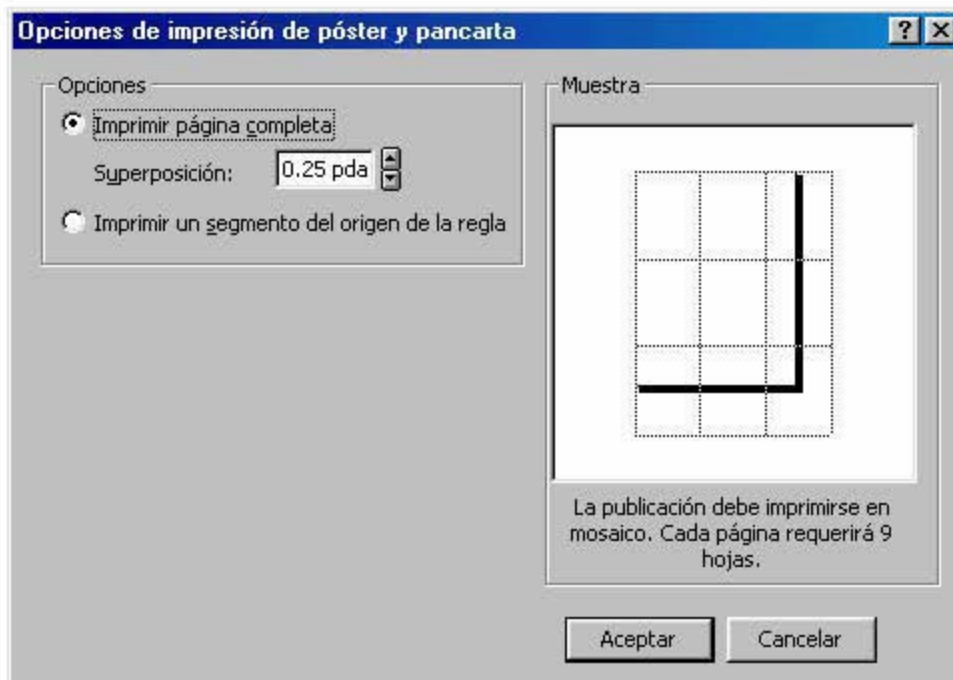 Opciones de impresión de póster y pancarta
Opciones
Imprimir página completa
Superposición: 0.25 pda
Imprimir un segmento del origen de la regla
Muestra
La publicación debe imprimirse en
mosaico. Cada página requerirá 9
hojas.
Aceptar Cancelar